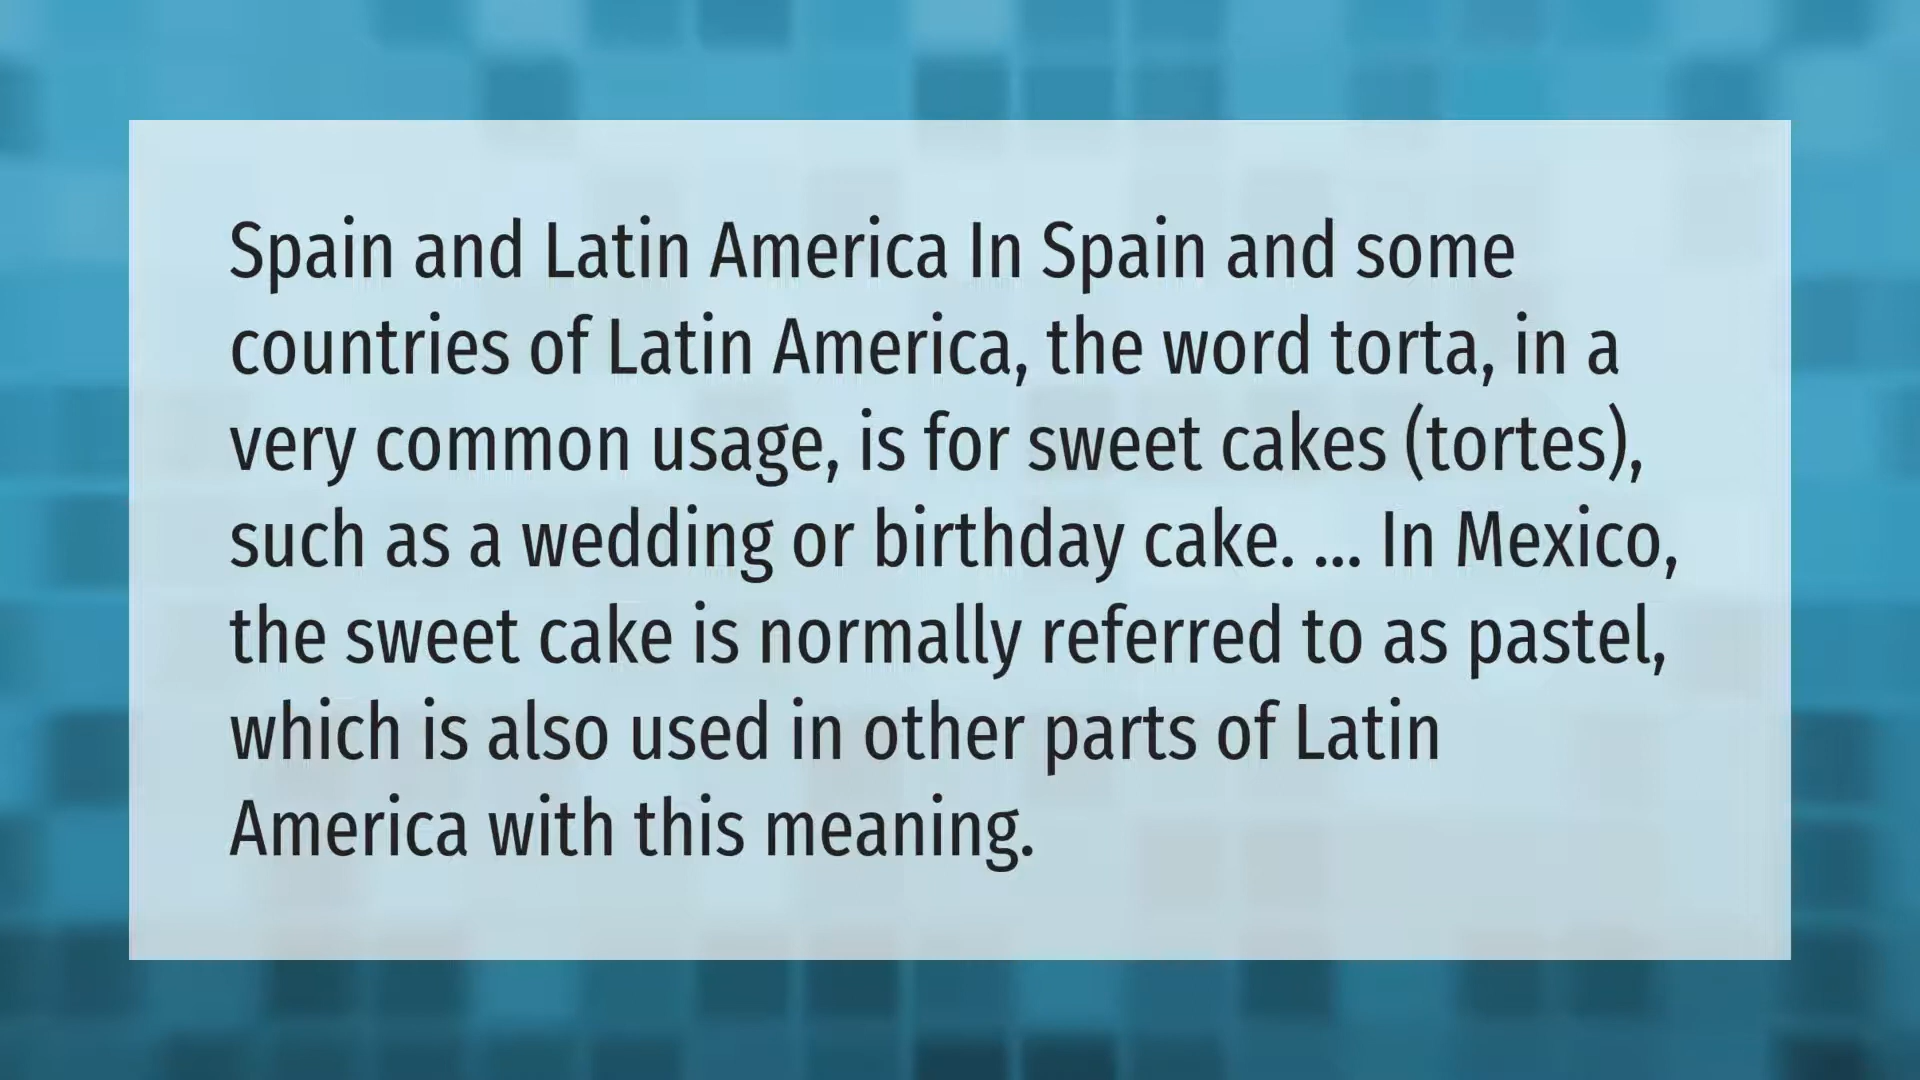 Spain and Latin America In Spain and some
countries of Latin America, the word torta, in a
very common usage, is for sweet cakes (tortes),
such as a wedding or birthday cake. ... In Mexico,
the sweet cake is normally referred to as pastel,
which is also used in other parts of Latin
America with this meaning.